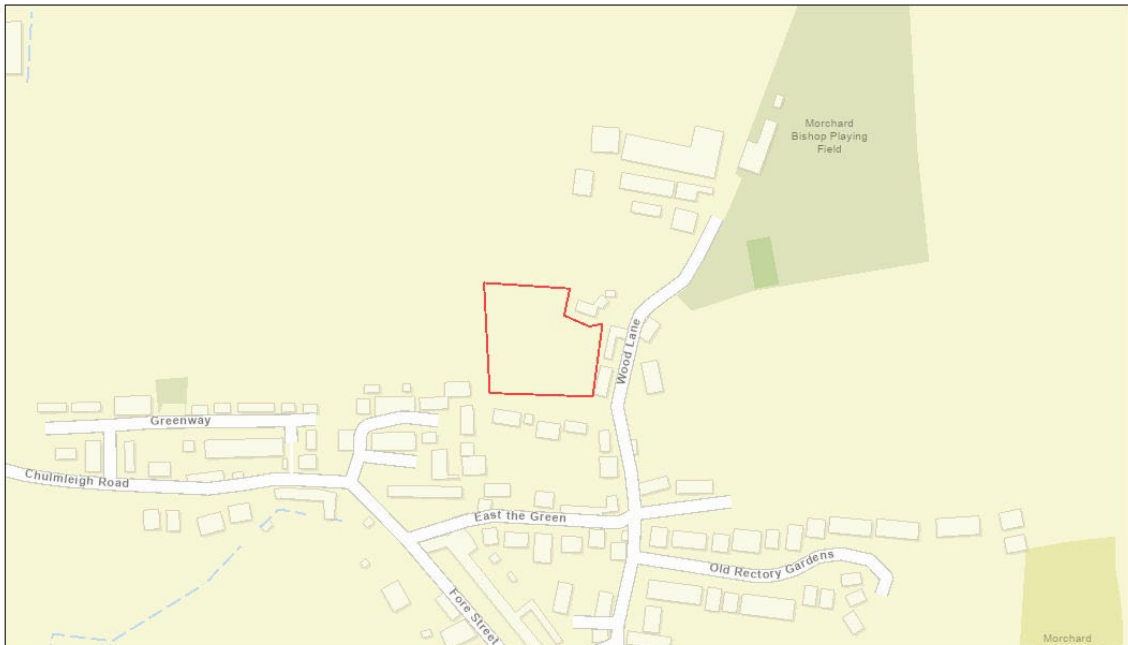 Morchard
Bishop Playing
Field
Wood Lane
Greenway
Chulmleigh Road
East the Green
Old Rectory Gardens
Fore Street
Morchard